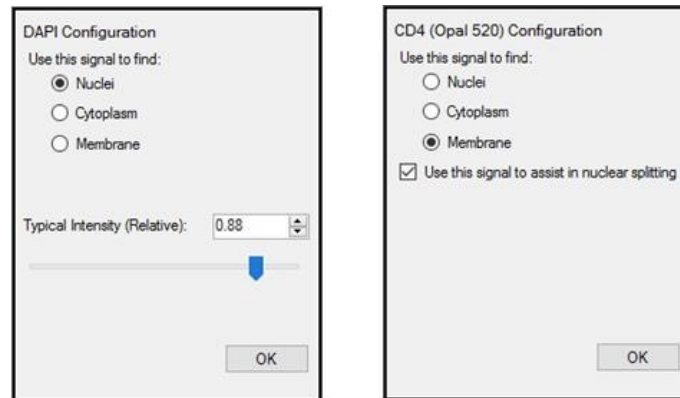 DAPI Configuration
Use this signal to find:
Nuclei
Cytoplasm
Membrane
Typical Intensity (Relative): 0.88
OK
CD4 (Opal 520) Configuration
Use this signal to find:
Nuclei
Cytoplasm
Membrane
Use this signal to assist in nuclear splitting
OK